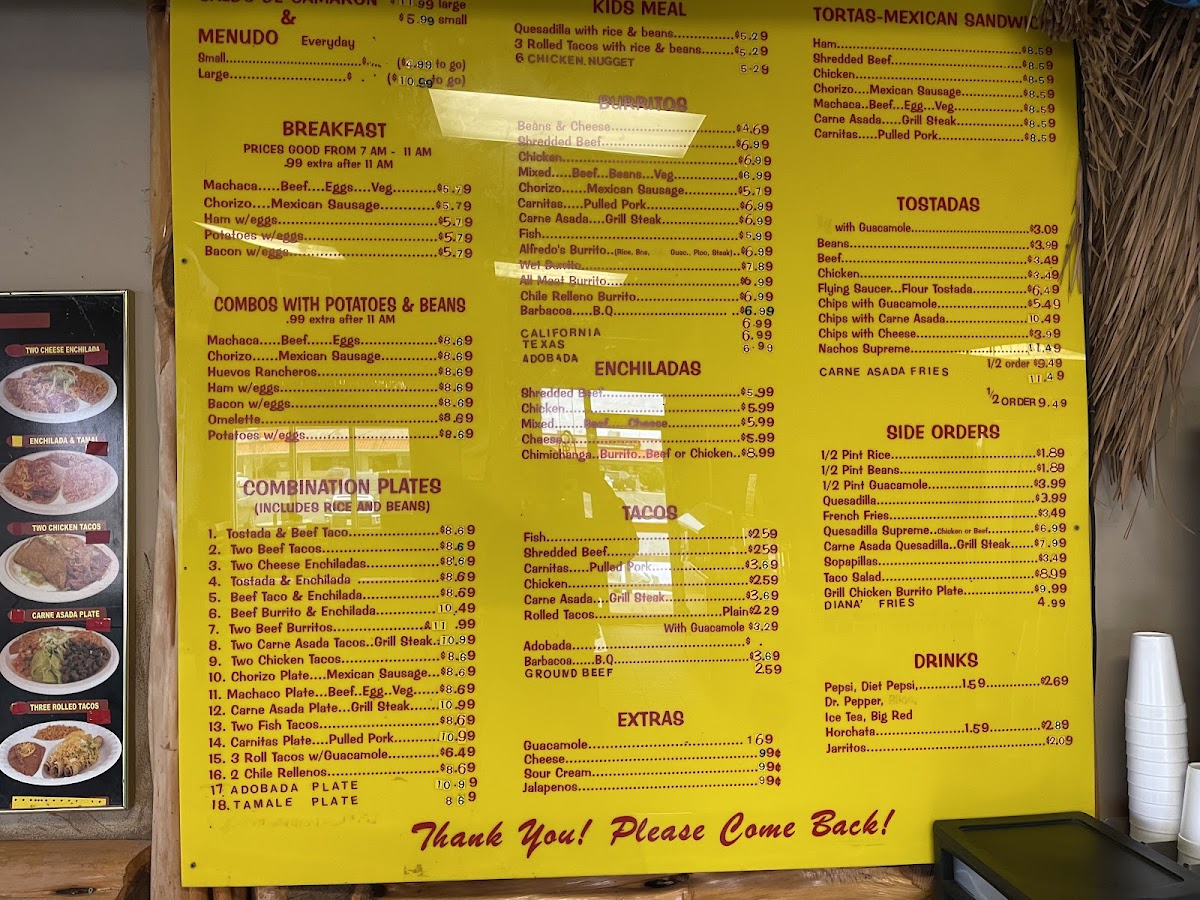 CALDO DE CAMARON $11.99 large
& $5.99 small
MENUDO Everyday
Small......$ ($4.99 to go)
Large......$ ($10.99 to go)
BREAKFAST
PRICES GOOD FROM 7 AM - 11 AM
.99 extra after 11 AM
Machaca.....Beef....Eggs....Veg..........$5.79
Chorizo....Mexican Sausage..........$5.79
Ham w/eggs..........$5.79
Potatoes w/eggs..........$5.79
Bacon w/eggs..........$5.79
COMBOS WITH POTATOES & BEANS
.99 extra after 11 AM
Machaca.....Beef......Eggs..........$8.69
Chorizo.....Mexican Sausage..........$8.69
Huevos Rancheros..........$8.69
Ham w/eggs..........$8.69
Bacon w/eggs..........$8.69
Omelette..........$8.69
Potatoes w/eggs..........$8.69
COMBINATION PLATES
(INCLUDES RICE AND BEANS)
1. Tostada & Beef Taco..........$8.69
2. Two Beef Tacos..........$8.69
3. Two Cheese Enchiladas..........$8.69
4. Tostada & Enchilada..........$8.69
5. Beef Taco & Enchilada..........$8.69
6. Beef Burrito & Enchilada..........10.49
7. Two Beef Burritos..........11.99
8. Two Carne Asada Tacos..Grill Steak..10.99
9. Two Chicken Tacos..........$8.69
10. Chorizo Plate....Mexican Sausage...$8.69
11. Machaco Plate...Beef..Egg..Veg......$8.69
12. Carne Asada Plate...Grill Steak..........10.99
13. Two Fish Tacos..........$8.69
14. Carnitas Plate....Pulled Pork..........10.99
15. 3 Roll Tacos w/Guacamole..........$6.49
16. 2 Chile Rellenos..........$8.69
17. ADOBADA PLATE 10.99
18. TAMALE PLATE 8.69
KIDS MEAL
Quesadilla with rice & beans..........$5.29
3 Rolled Tacos with rice & beans..........$5.29
6 CHICKEN NUGGET 5.29
BURRITOS
Beans & Cheese..........$4.69
Shredded Beef..........$6.99
Chicken..........$6.99
Mixed.....Beef...Beans...Veg..........$6.99
Chorizo......Mexican Sausage..........$5.79
Carnitas.....Pulled Pork..........$6.99
Carne Asada....Grill Steak..........$6.99
Fish..........$5.99
Alfredo's Burrito..(Rice, Bns, Guac., Pico, Steak)..$6.99
Wet Burrito..........$7.89
All Meat Burrito..........$6.99
Chile Relleno Burrito..........$6.99
Barbacoa.....B.Q..........$6.99
CALIFORNIA 6.99
TEXAS 6.99
ADOBADA 6.99
ENCHILADAS
Shredded Beef..........$5.99
Chicken..........$5.99
Mixed.......Beef.....Cheese..........$5.99
Cheese..........$5.99
Chimichanga..Burrito..Beef or Chicken..$8.99
TACOS
Fish..........$2.59
Shredded Beef..........$2.59
Carnitas.....Pulled Pork..........$3.69
Chicken..........$2.59
Carne Asada....Grill Steak..........$3.69
Rolled Tacos..........Plain $2.29
With Guacamole $3.29
Adobada..........$
Barbacoa.....B.Q..........$3.69
GROUND BEEF 2.59
EXTRAS
Guacamole..........1.69
Cheese...........99¢
Sour Cream...........99¢
Jalapenos...........99¢
TORTAS-MEXICAN SANDWICH
Ham..........$8.59
Shredded Beef..........$8.59
Chicken..........$8.59
Chorizo....Mexican Sausage..........$8.59
Machaca..Beef...Egg...Veg..........$8.59
Carne Asada.....Grill Steak..........$8.59
Carnitas.....Pulled Pork..........$8.59
TOSTADAS
with Guacamole..........$3.09
Beans..........$3.99
Beef..........$3.49
Chicken..........$3.49
Flying Saucer...Flour Tostada..........$6.49
Chips with Guacamole..........$5.49
Chips with Carne Asada..........10.49
Chips with Cheese..........$3.99
Nachos Supreme..........11.49
1/2 order $9.49
CARNE ASADA FRIES 11.49
1/2 ORDER 9.49
SIDE ORDERS
1/2 Pint Rice..........$1.89
1/2 Pint Beans..........$1.89
1/2 Pint Guacamole..........$3.99
Quesadilla..........$3.99
French Fries..........$3.49
Quesadilla Supreme..Chicken or Beef..........$6.99
Carne Asada Quesadilla..Grill Steak......$7.99
Sopapillas..........$3.49
Taco Salad..........$8.99
Grill Chicken Burrito Plate..........$9.99
DIANA' FRIES 4.99
DRINKS
Pepsi, Diet Pepsi,..........1.59..........$2.69
Dr. Pepper,
Ice Tea, Big Red
Horchata..........1.59..........$2.89
Jarritos..........$2.09
Thank You! Please Come Back!
TWO CHEESE ENCHILADA
ENCHILADA & TAMAL
TWO CHICKEN TACOS
CARNE ASADA PLATE
THREE ROLLED TACOS